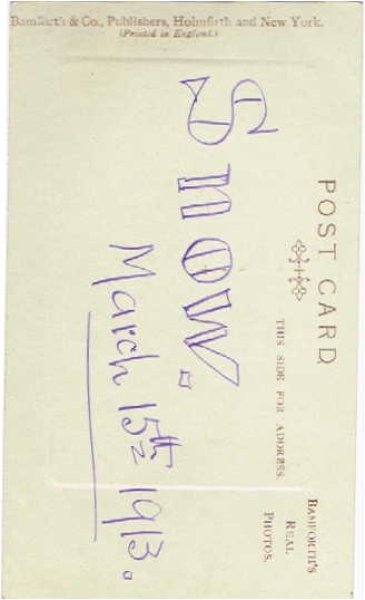 Bamforth's & Co., Publishers, Holmfirth and New York.
(Printed in England.)
POST CARD
THIS SIDE FOR ADDRESS.
BAMFORTH'S
REAL
PHOTOS.
Snow.
March 15th 1913.